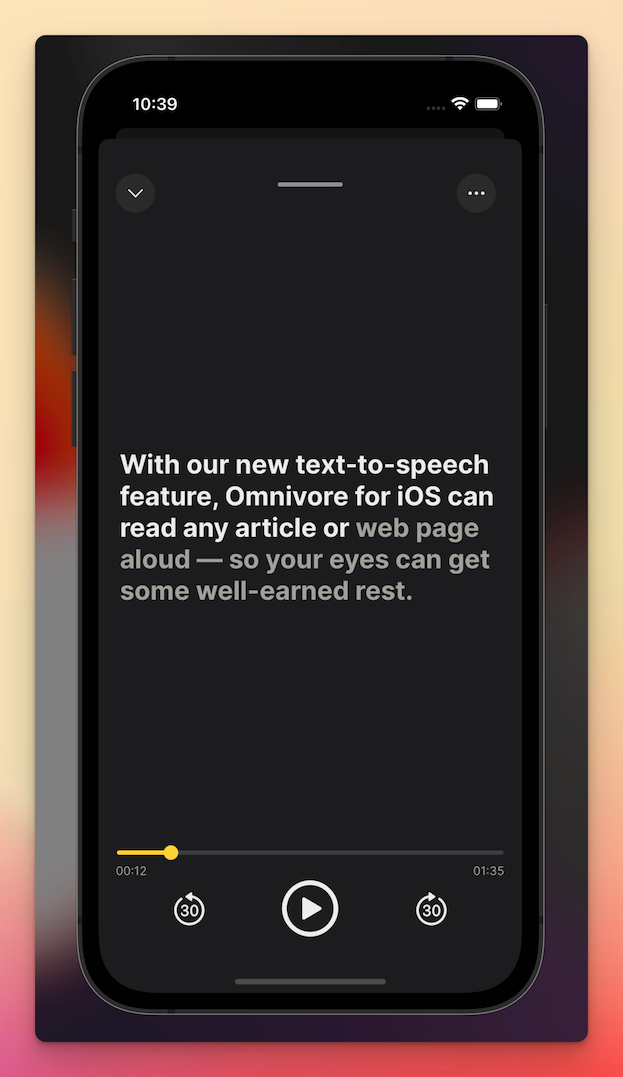 10:39
With our new text-to-speech
feature, Omnivore for iOS can
read any article or web page
aloud — so your eyes can get
some well-earned rest.
00:12 01:35
30 30